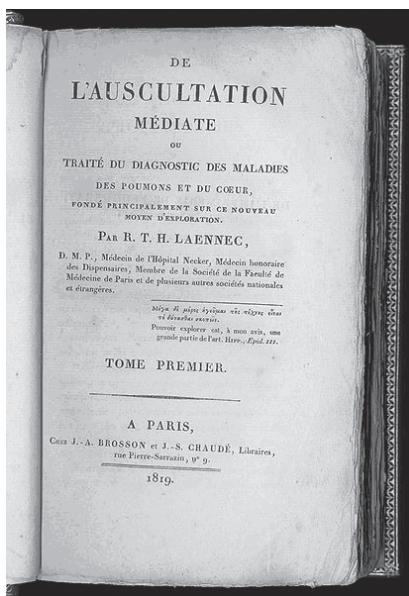 DE
L'AUSCULTATION
MÉDIATE
OU
TRAITÉ DU DIAGNOSTIC DES MALADIES
DES POUMONS ET DU CŒUR,
FONDÉ PRINCIPALEMENT SUR CE NOUVEAU
MOYEN D'EXPLORATION.
PAR R. T. H. LAENNEC,
D. M. P., Médecin de l'Hôpital Necker, Médecin honoraire
des Dispensaires, Membre de la Société de la Faculté de
Médecine de Paris et de plusieurs autres sociétés nationales
et étrangères.
Pouvoir explorer est, à mon avis, une
grande partie de l'art. HIPP., Epid. III.
TOME PREMIER.
A PARIS,
CHEZ J.-A. BROSSON et J.-S. CHAUDÉ, Libraires,
rue Pierre-Sarrazin, n° 9.
1819.